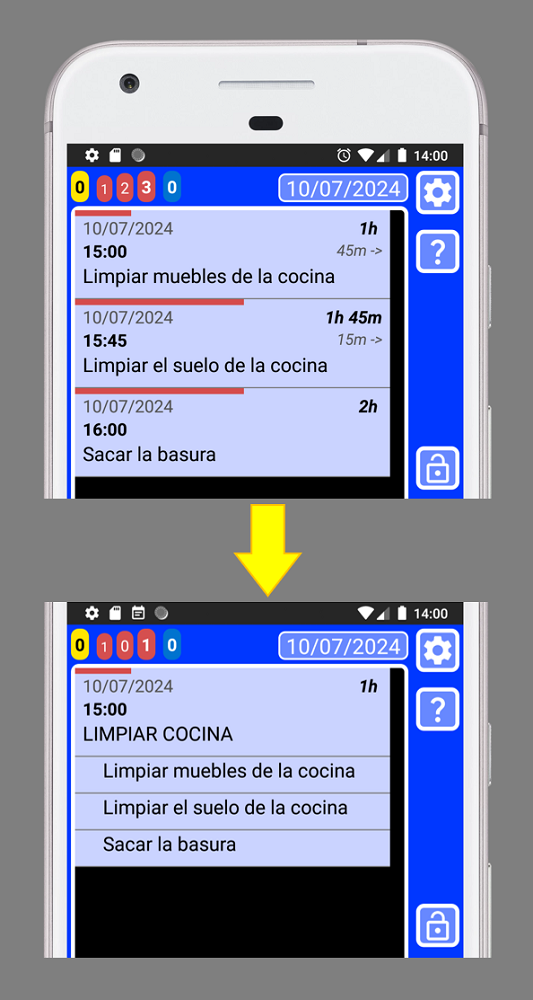 14:00
0 1 2 3 0 10/07/2024
?
10/07/2024 1h
15:00 45m ->
Limpiar muebles de la cocina
10/07/2024 1h 45m
15:45 15m ->
Limpiar el suelo de la cocina
10/07/2024 2h
16:00
Sacar la basura
14:00
0 1 0 1 0 10/07/2024
?
10/07/2024 1h
15:00
LIMPIAR COCINA
Limpiar muebles de la cocina
Limpiar el suelo de la cocina
Sacar la basura